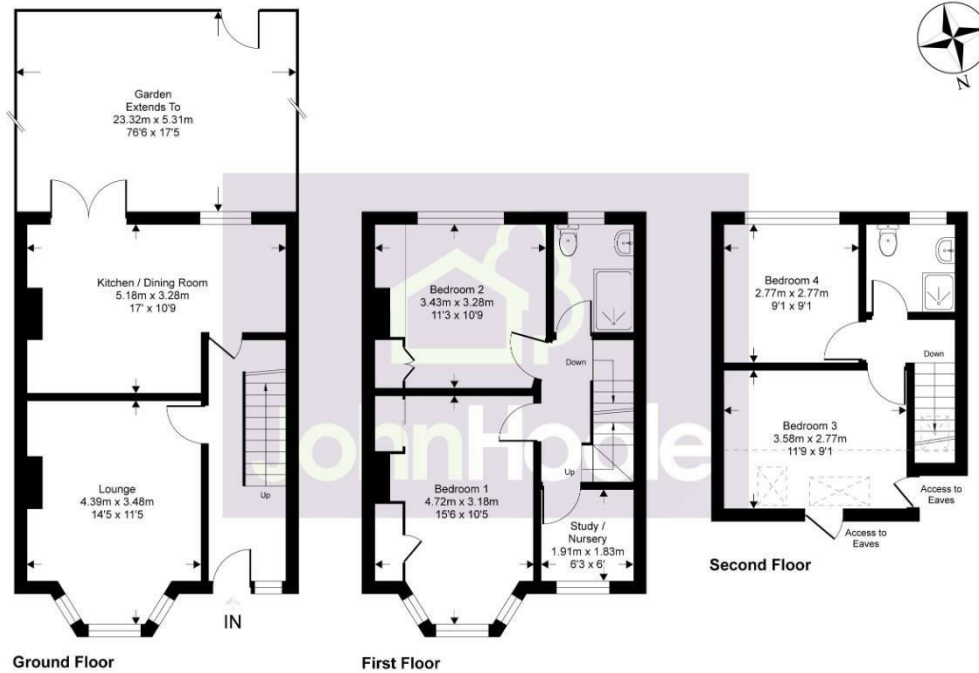 N
Garden
Extends To
23.32m x 5.31m
76'6 x 17'5
Kitchen / Dining Room
5.18m x 3.28m
17' x 10'9
Lounge
4.39m x 3.48m
14'5 x 11'5
Up
IN
Ground Floor
Bedroom 2
3.43m x 3.28m
11'3 x 10'9
Down
Bedroom 1
4.72m x 3.18m
15'6 x 10'5
Up
Study /
Nursery
1.91m x 1.83m
6'3 x 6'
First Floor
Bedroom 4
2.77m x 2.77m
9'1 x 9'1
Down
Bedroom 3
3.58m x 2.77m
11'9 x 9'1
Access to
Eaves
Access to
Eaves
Second Floor